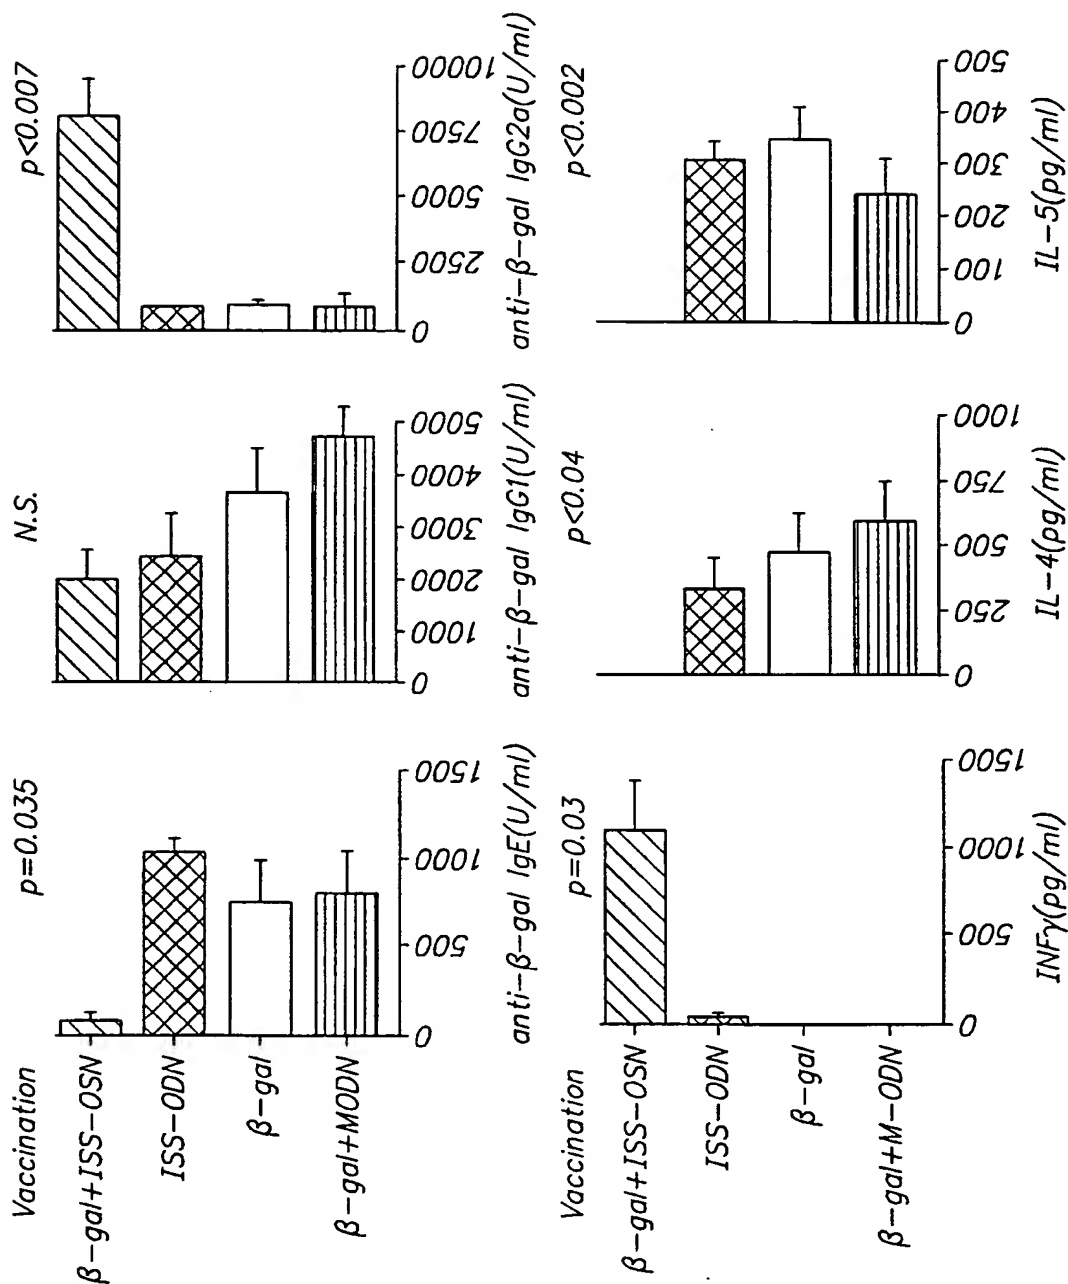 Vaccination
p=0.035
N.S.
p<0.007
β-gal+ISS-OSN
ISS-ODN
β-gal
β-gal+MODN
0 500 1000 1500
0 1000 2000 3000 4000 5000
0 2500 5000 7500 10000
anti-β-gal IgE(U/ml)
anti-β-gal IgG1(U/ml)
anti-β-gal IgG2a(U/ml)
Vaccination
p=0.03
p<0.04
p<0.002
β-gal+ISS-OSN
ISS-ODN
β-gal
β-gal+M-ODN
0 500 1000 1500
0 250 500 750 1000
0 100 200 300 400 500
INFγ(pg/ml)
IL-4(pg/ml)
IL-5(pg/ml)